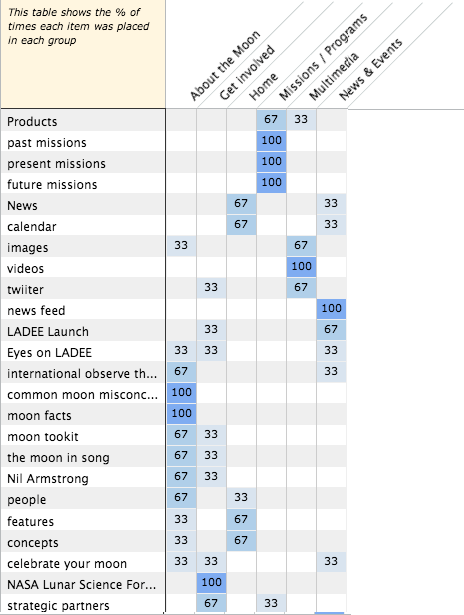 This table shows the % of
times each item was placed
in each group
About the Moon
Get Involved
Home
Missions / Programs
Multimedia
News & Events
Products 67 33
past missions 100
present missions 100
future missions 100
News 67 33
calendar 67 33
images 33 67
videos 100
twiiter 33 67
news feed 100
LADEE Launch 33 67
Eyes on LADEE 33 33 33
international observe th... 67 33
common moon misconc... 100
moon facts 100
moon tookit 67 33
the moon in song 67 33
Nil Armstrong 67 33
people 67 33
features 33 67
concepts 33 67
celebrate your moon 33 33 33
NASA Lunar Science For... 100
strategic partners 67 33